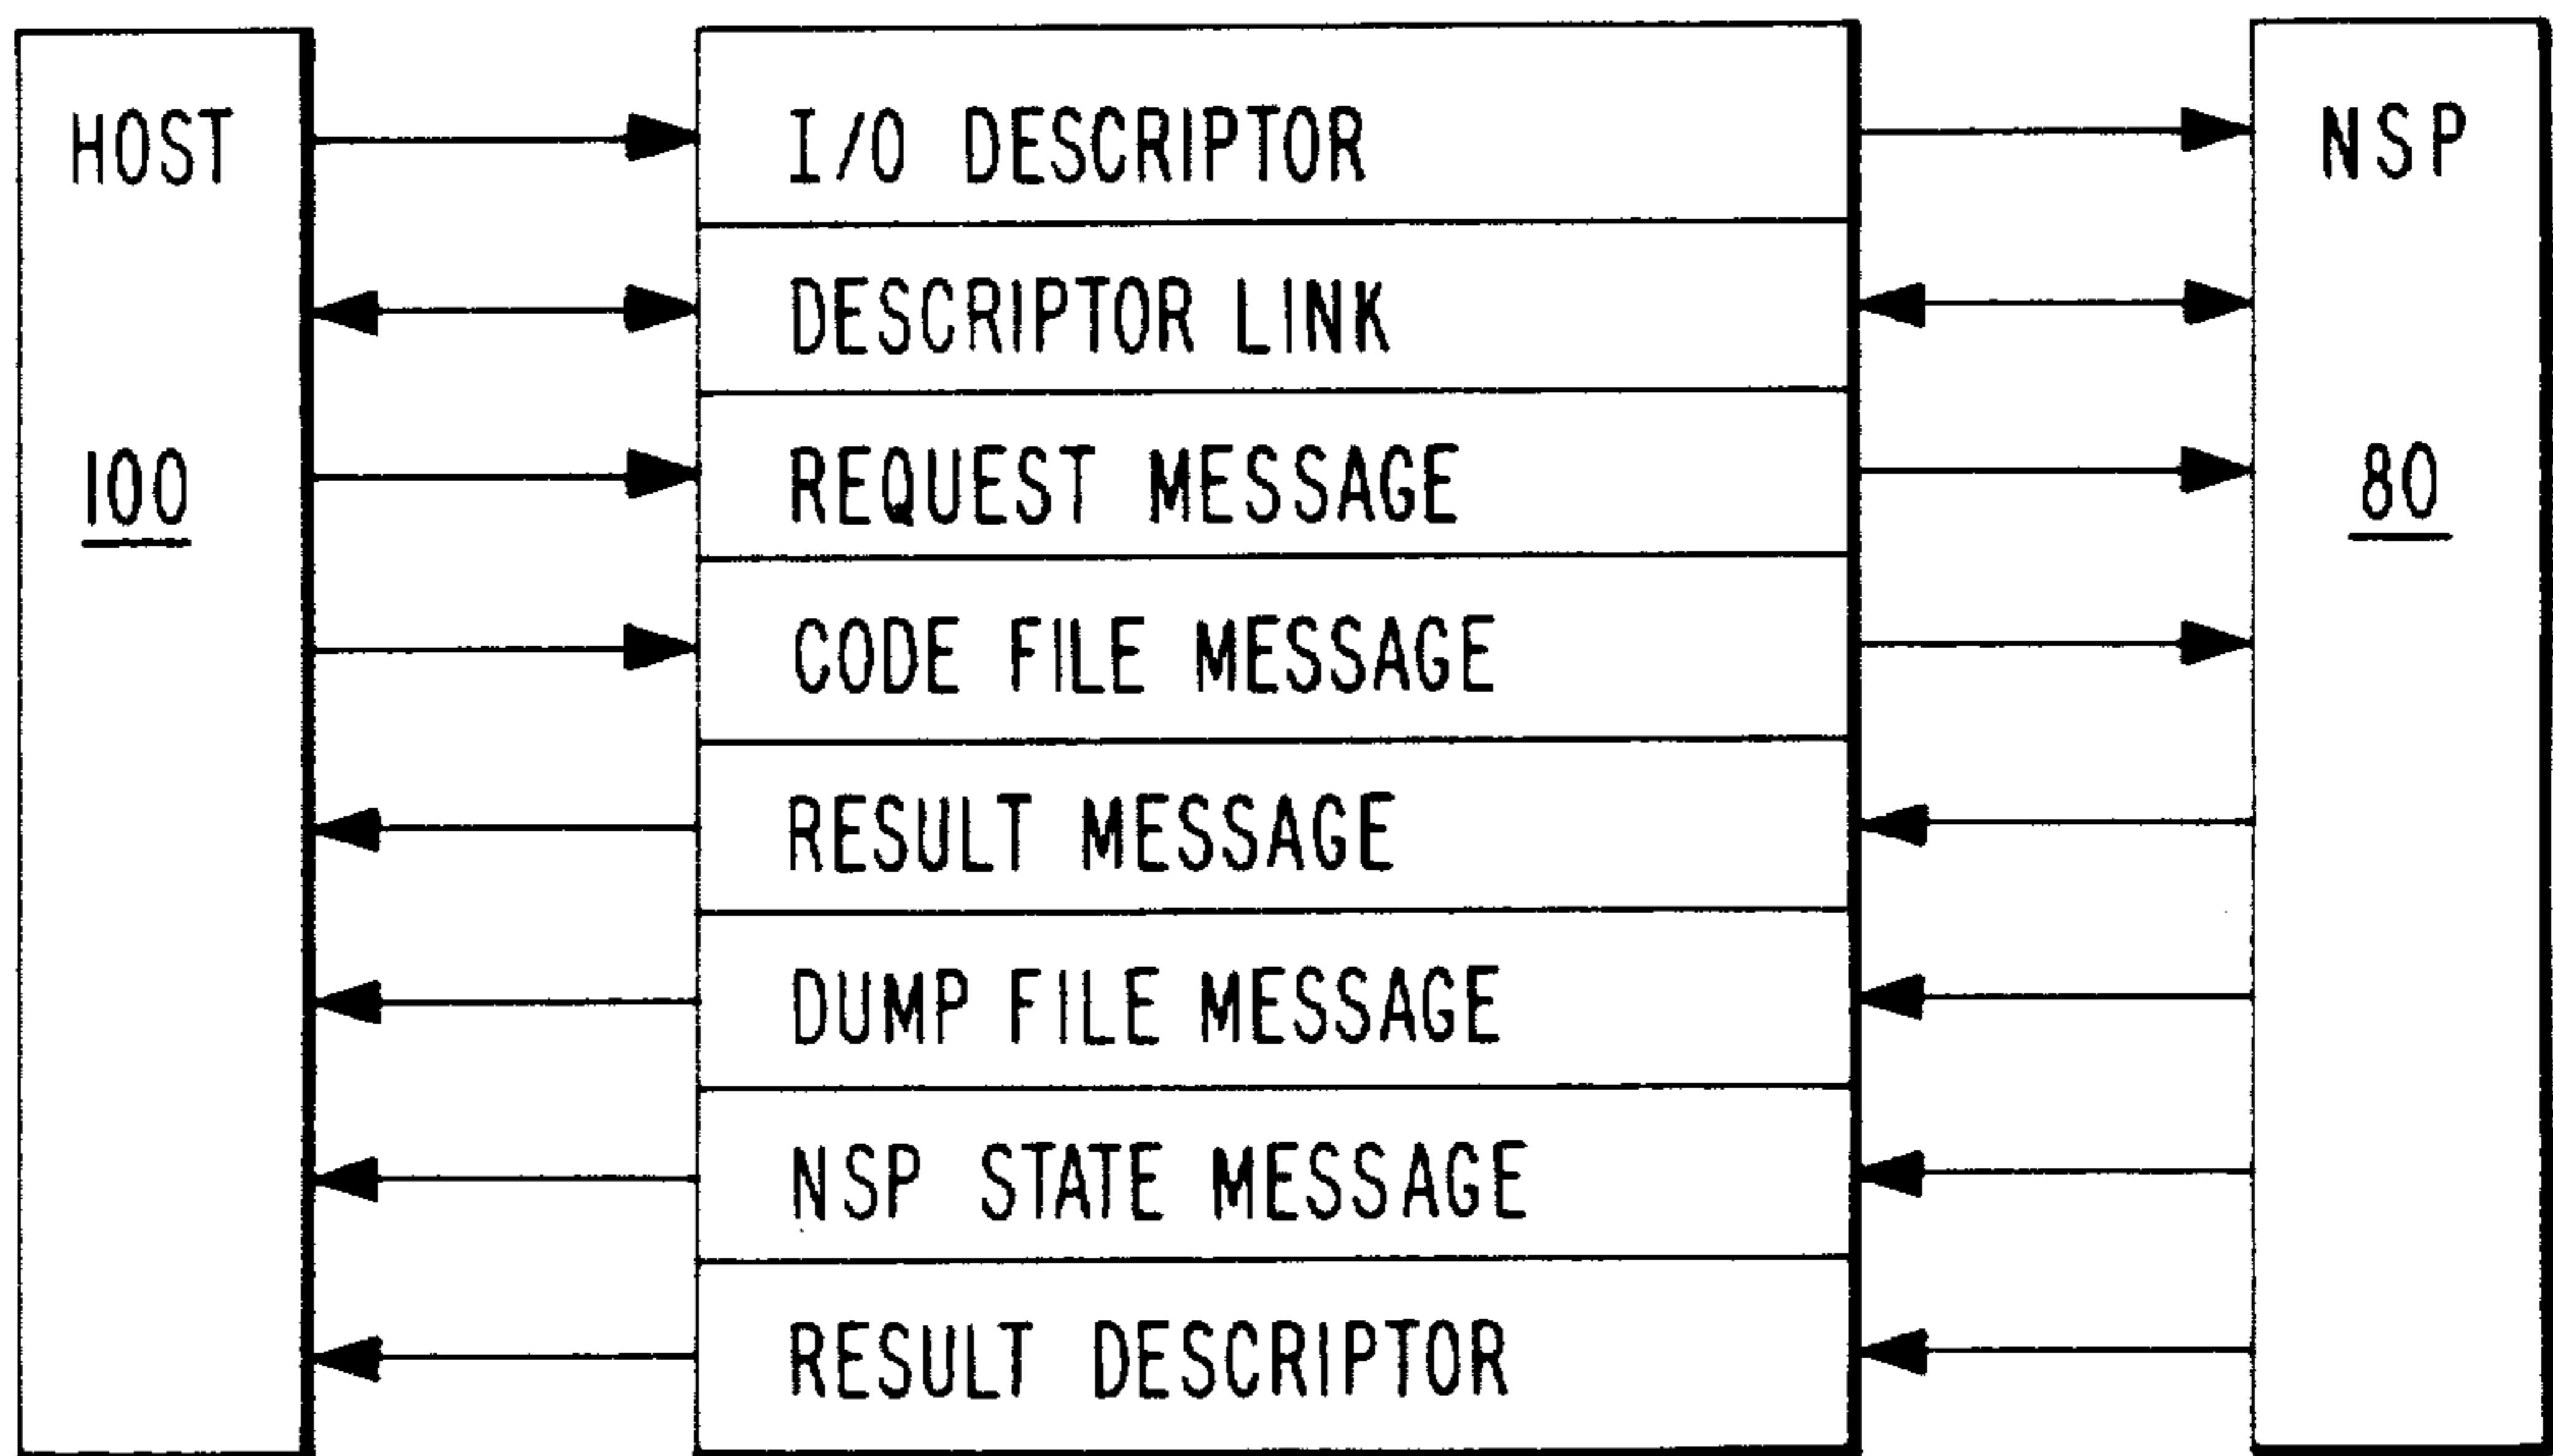 HOST
100
I/O DESCRIPTOR
DESCRIPTOR LINK
REQUEST MESSAGE
CODE FILE MESSAGE
RESULT MESSAGE
DUMP FILE MESSAGE
NSP STATE MESSAGE
RESULT DESCRIPTOR
NSP
80